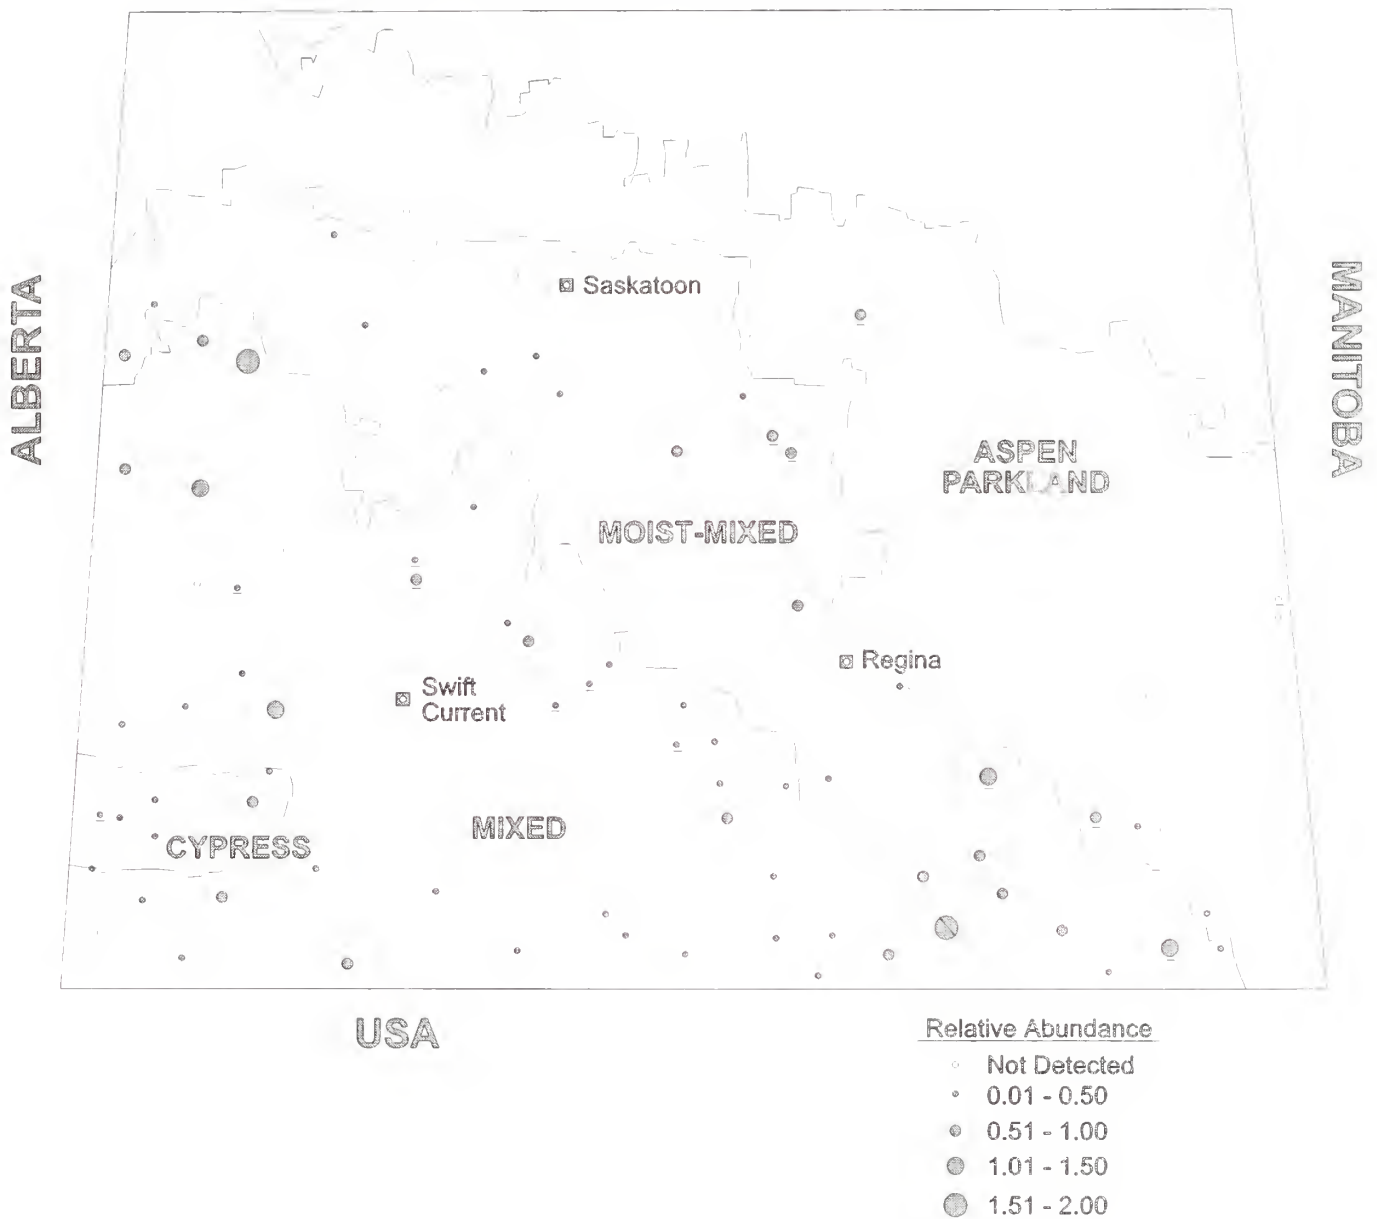 Saskatoon
ALBERTA
MANITOBA
ASPEN
PARKLAND
MOIST-MIXED
Regina
Swift
Current
MIXED
CYPRESS
USA
Relative Abundance
Not Detected
0.01 - 0.50
0.51 - 1.00
1.01 - 1.50
1.51 - 2.00